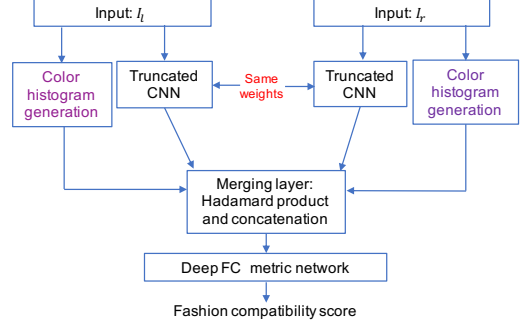 Input: I_l
Input: I_r
Color
histogram
generation
Truncated
CNN
Same
weights
Truncated
CNN
Color
histogram
generation
Merging layer:
Hadamard product
and concatenation
Deep FC metric network
Fashion compatibility score